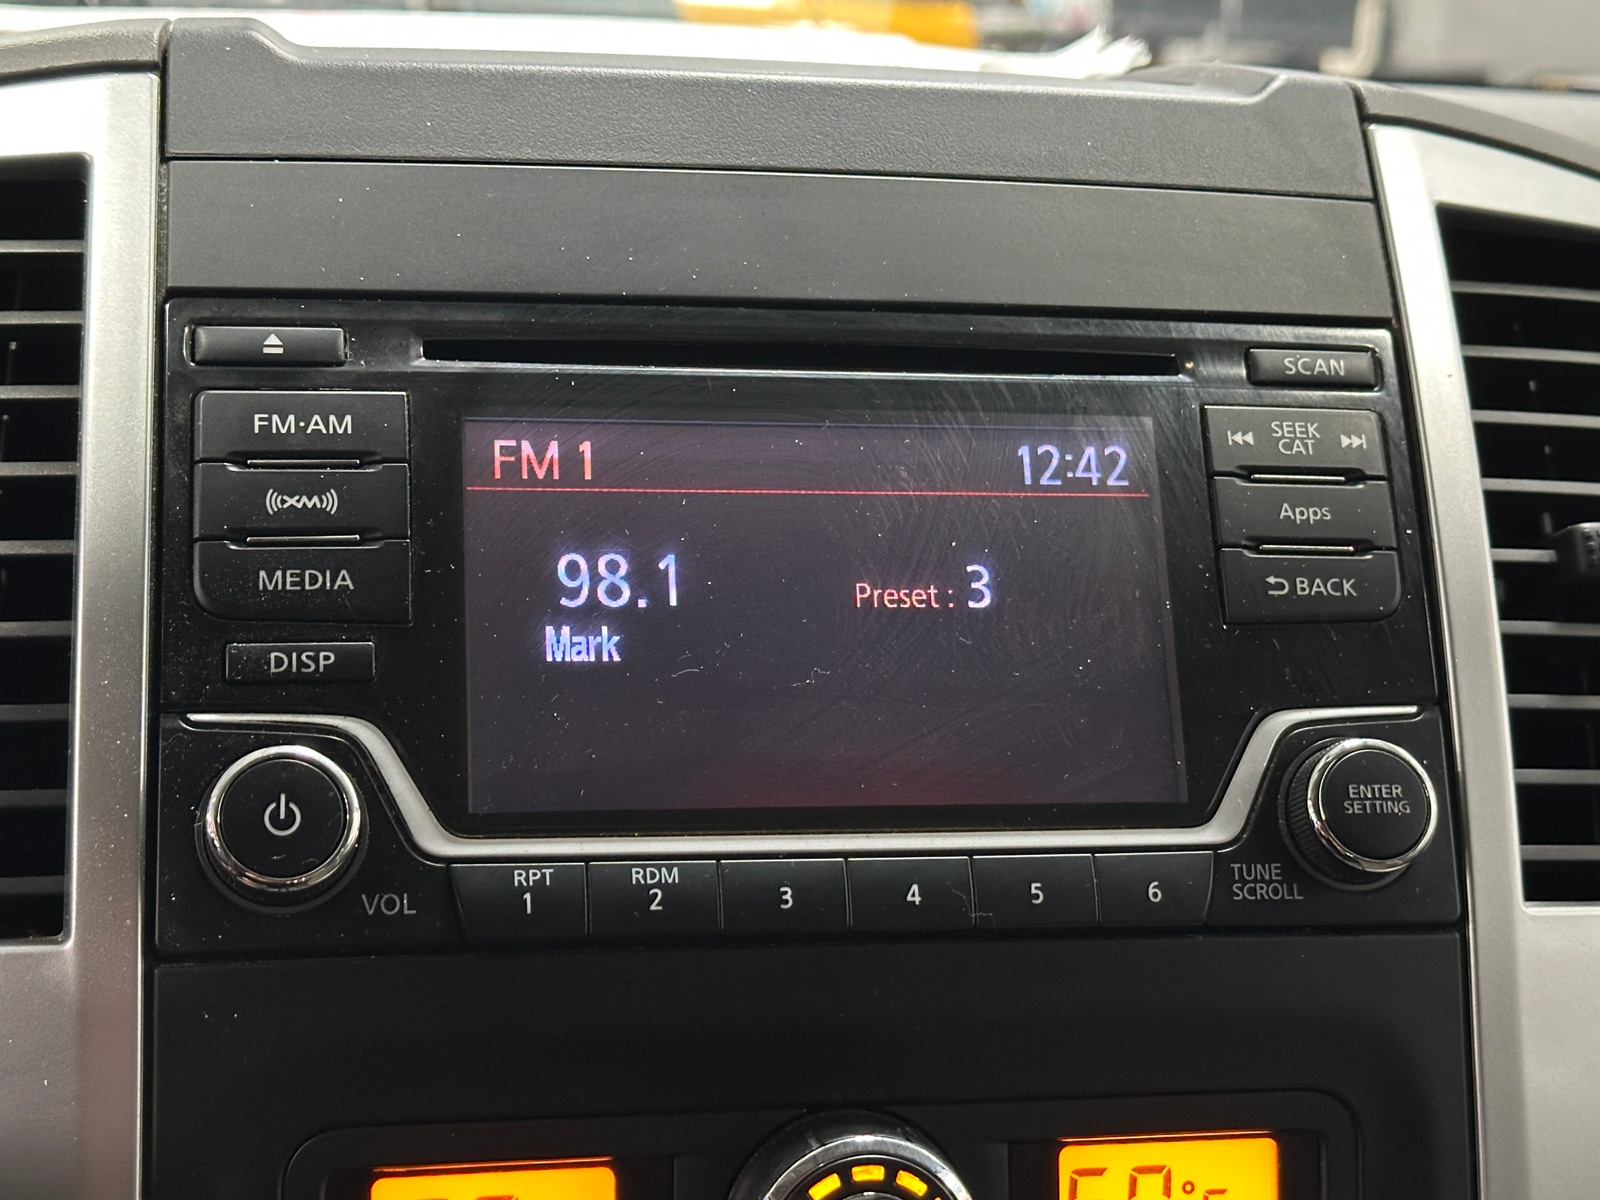 SCAN
FM·AM
SEEK
CAT
FM 1
12:42
XM
Apps
98.1
Preset : 3
MEDIA
BACK
Mark
DISP
ENTER
SETTING
RPT
1
RDM
2
3
4
5
6
TUNE
SCROLL
VOL